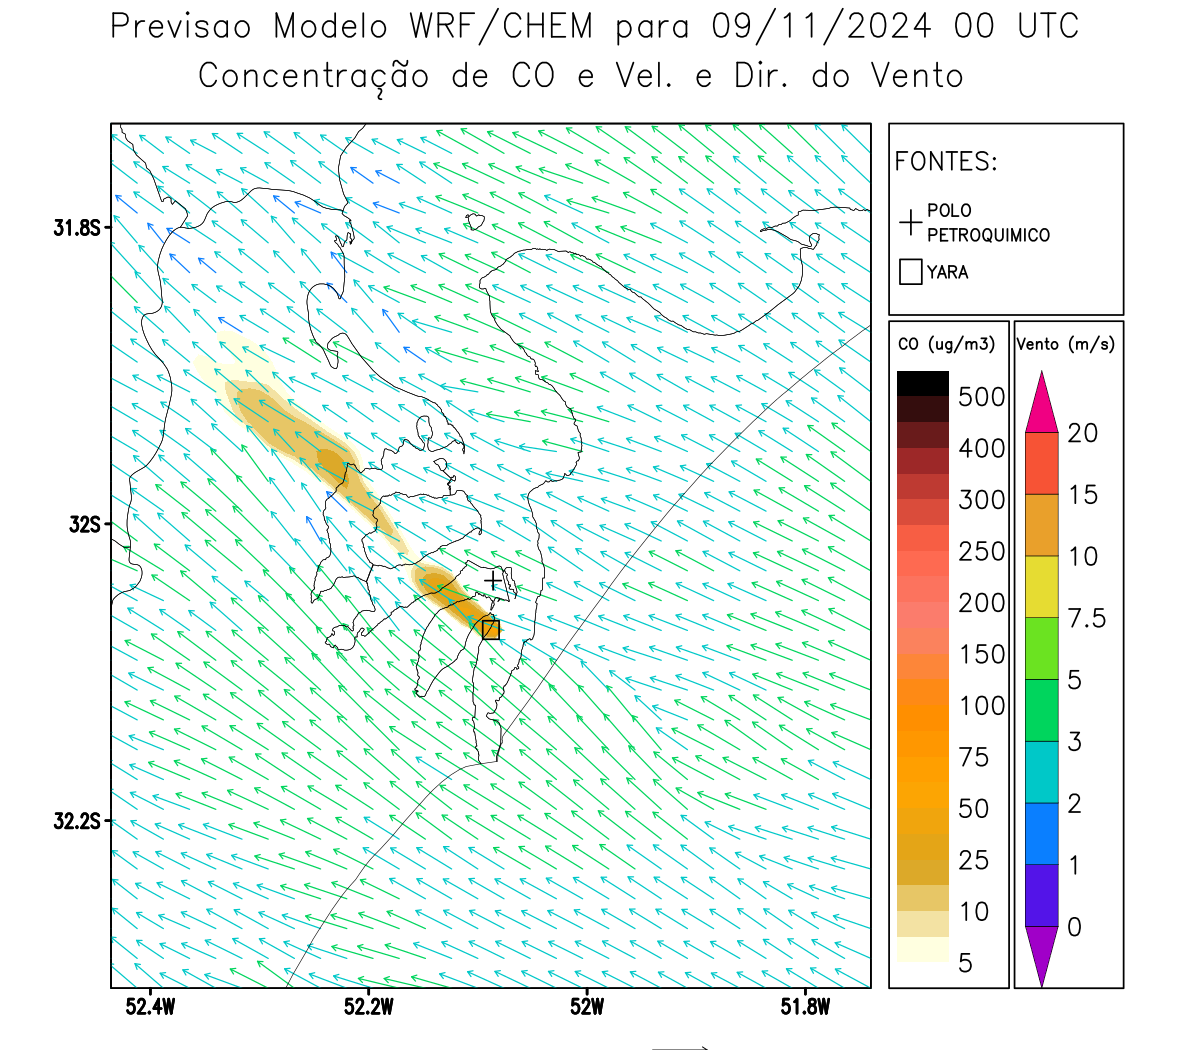 Previsao Modelo WRF/CHEM para 09/11/2024 00 UTC
Concentração de CO e Vel. e Dir. do Vento
FONTES:
POLO
PETROQUIMICO
YARA
CO (ug/m3)
500
400
300
250
200
150
100
75
50
25
10
5
Vento (m/s)
20
15
10
7.5
5
3
2
1
0
31.8S
32S
32.2S
52.4W
52.2W
52W
51.8W